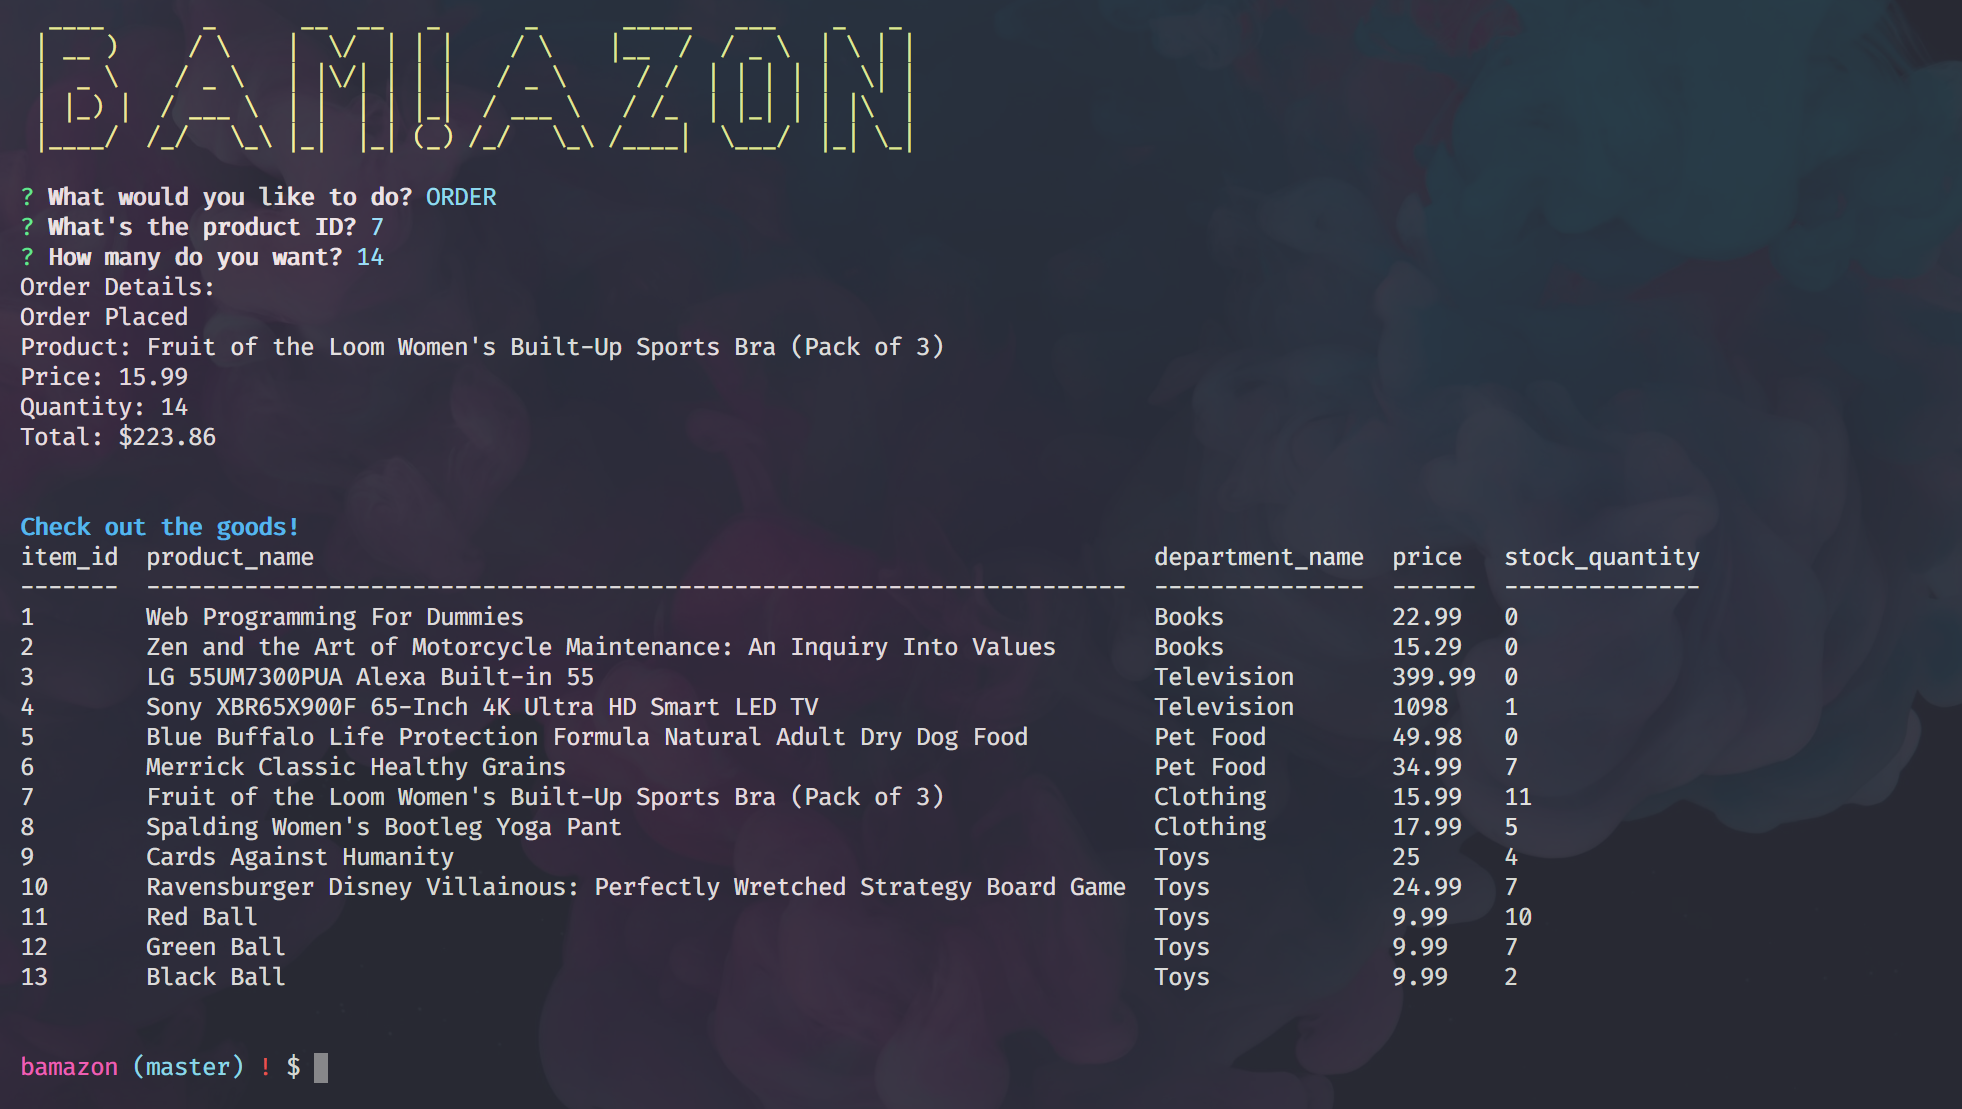 BAM!AZON
? What would you like to do? ORDER
? What's the product ID? 7
? How many do you want? 14
Order Details:
Order Placed
Product: Fruit of the Loom Women's Built-Up Sports Bra (Pack of 3)
Price: 15.99
Quantity: 14
Total: $223.86
Check out the goods!
item_id  product_name  department_name  price  stock_quantity
-------  ----------------------------------------------------------------------  ---------------  ------  --------------
1  Web Programming For Dummies  Books  22.99  0
2  Zen and the Art of Motorcycle Maintenance: An Inquiry Into Values  Books  15.29  0
3  LG 55UM7300PUA Alexa Built-in 55  Television  399.99  0
4  Sony XBR65X900F 65-Inch 4K Ultra HD Smart LED TV  Television  1098  1
5  Blue Buffalo Life Protection Formula Natural Adult Dry Dog Food  Pet Food  49.98  0
6  Merrick Classic Healthy Grains  Pet Food  34.99  7
7  Fruit of the Loom Women's Built-Up Sports Bra (Pack of 3)  Clothing  15.99  11
8  Spalding Women's Bootleg Yoga Pant  Clothing  17.99  5
9  Cards Against Humanity  Toys  25  4
10  Ravensburger Disney Villainous: Perfectly Wretched Strategy Board Game  Toys  24.99  7
11  Red Ball  Toys  9.99  10
12  Green Ball  Toys  9.99  7
13  Black Ball  Toys  9.99  2
bamazon (master) ! $